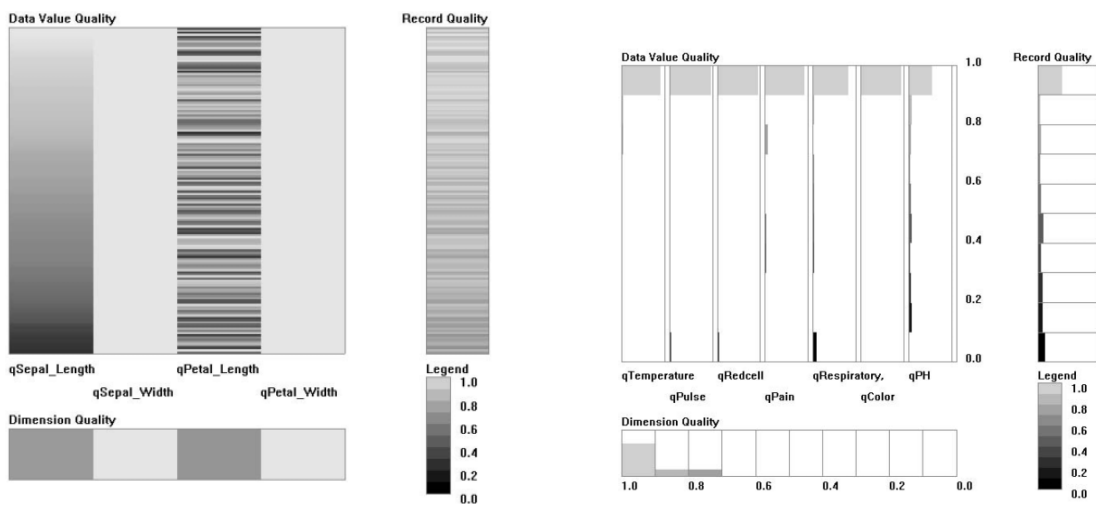 Data Value Quality
Record Quality
qSepal_Length
qPetal_Length
qSepal_Width
qPetal_Width
Legend
1.0
0.8
0.6
0.4
0.2
0.0
Dimension Quality
Data Value Quality
Record Quality
1.0
0.8
0.6
0.4
0.2
0.0
qTemperature
qRedcell
qRespiratory,
qPH
qPulse
qPain
qColor
Legend
1.0
0.8
0.6
0.4
0.2
0.0
Dimension Quality
1.0
0.8
0.6
0.4
0.2
0.0